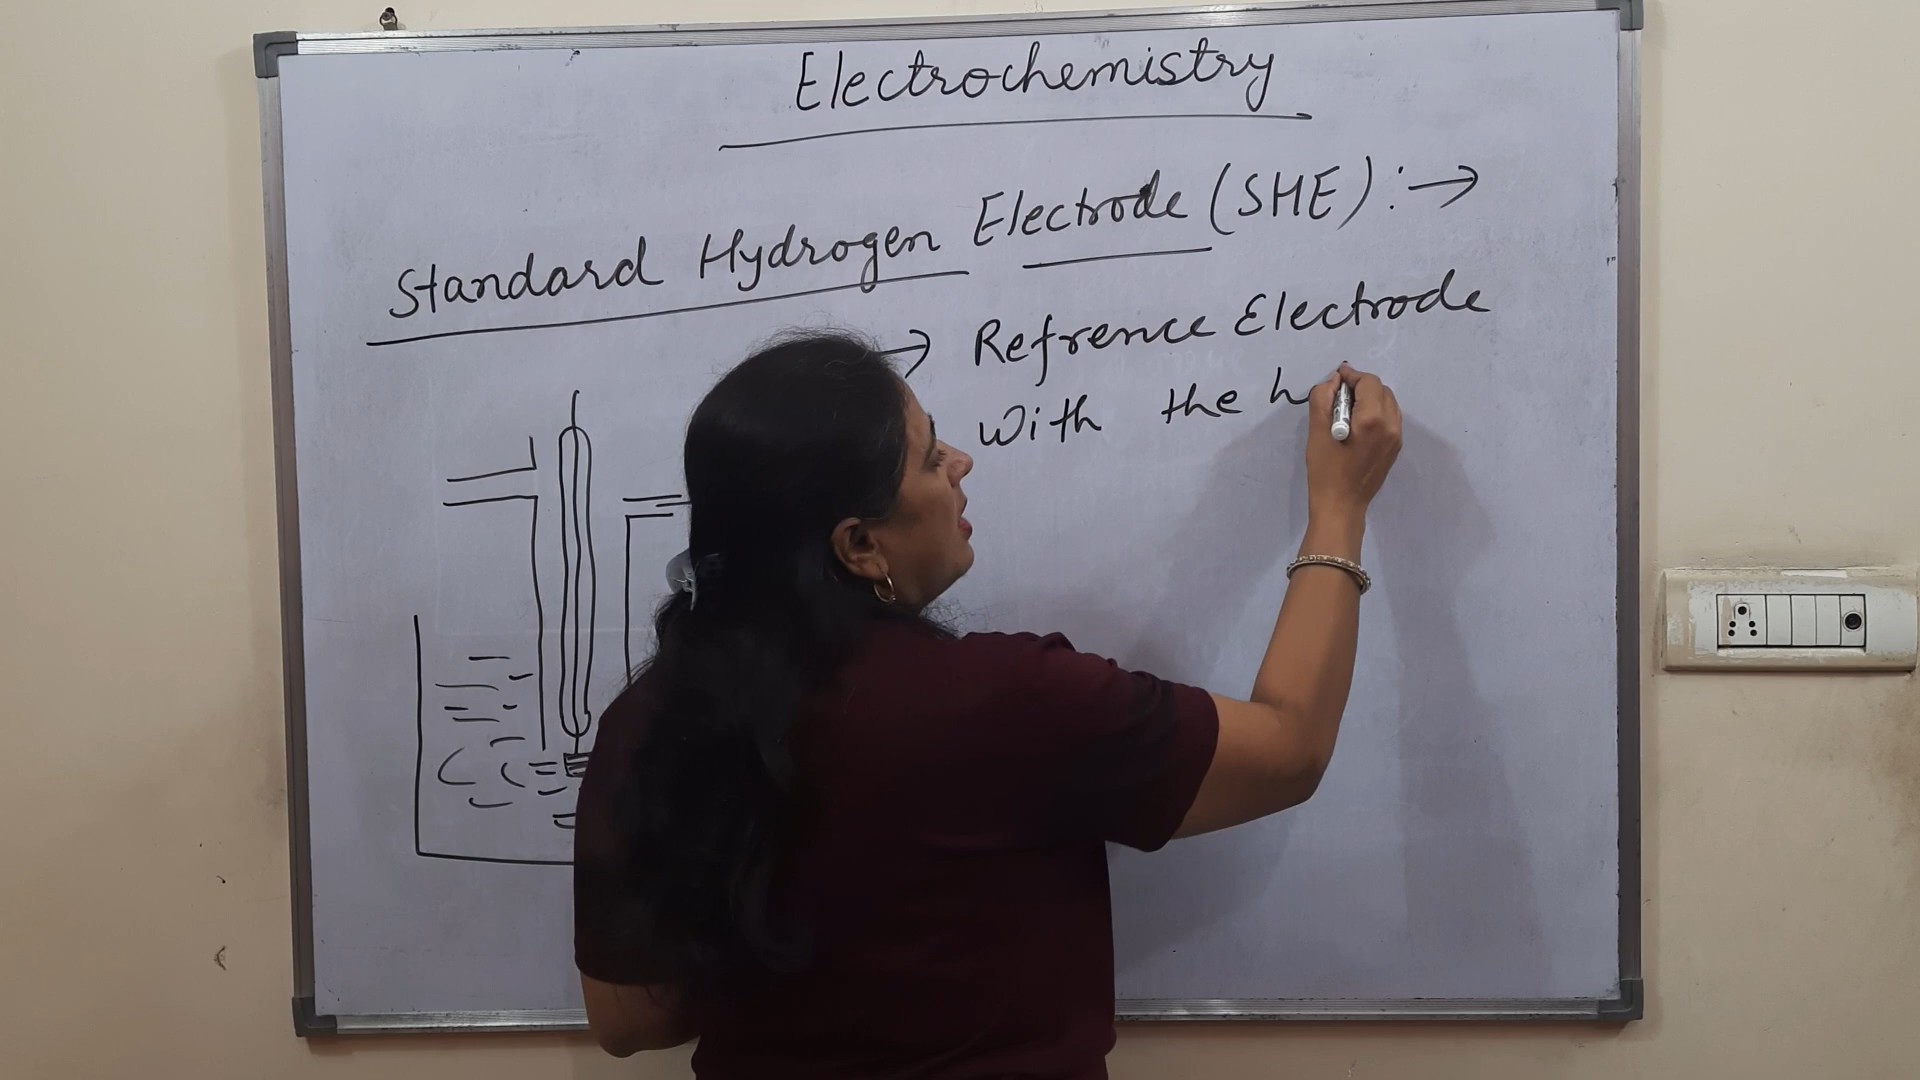 Electrochemistry
Standard Hydrogen Electrode (SHE) :→
→ Refrence Electrode
With the